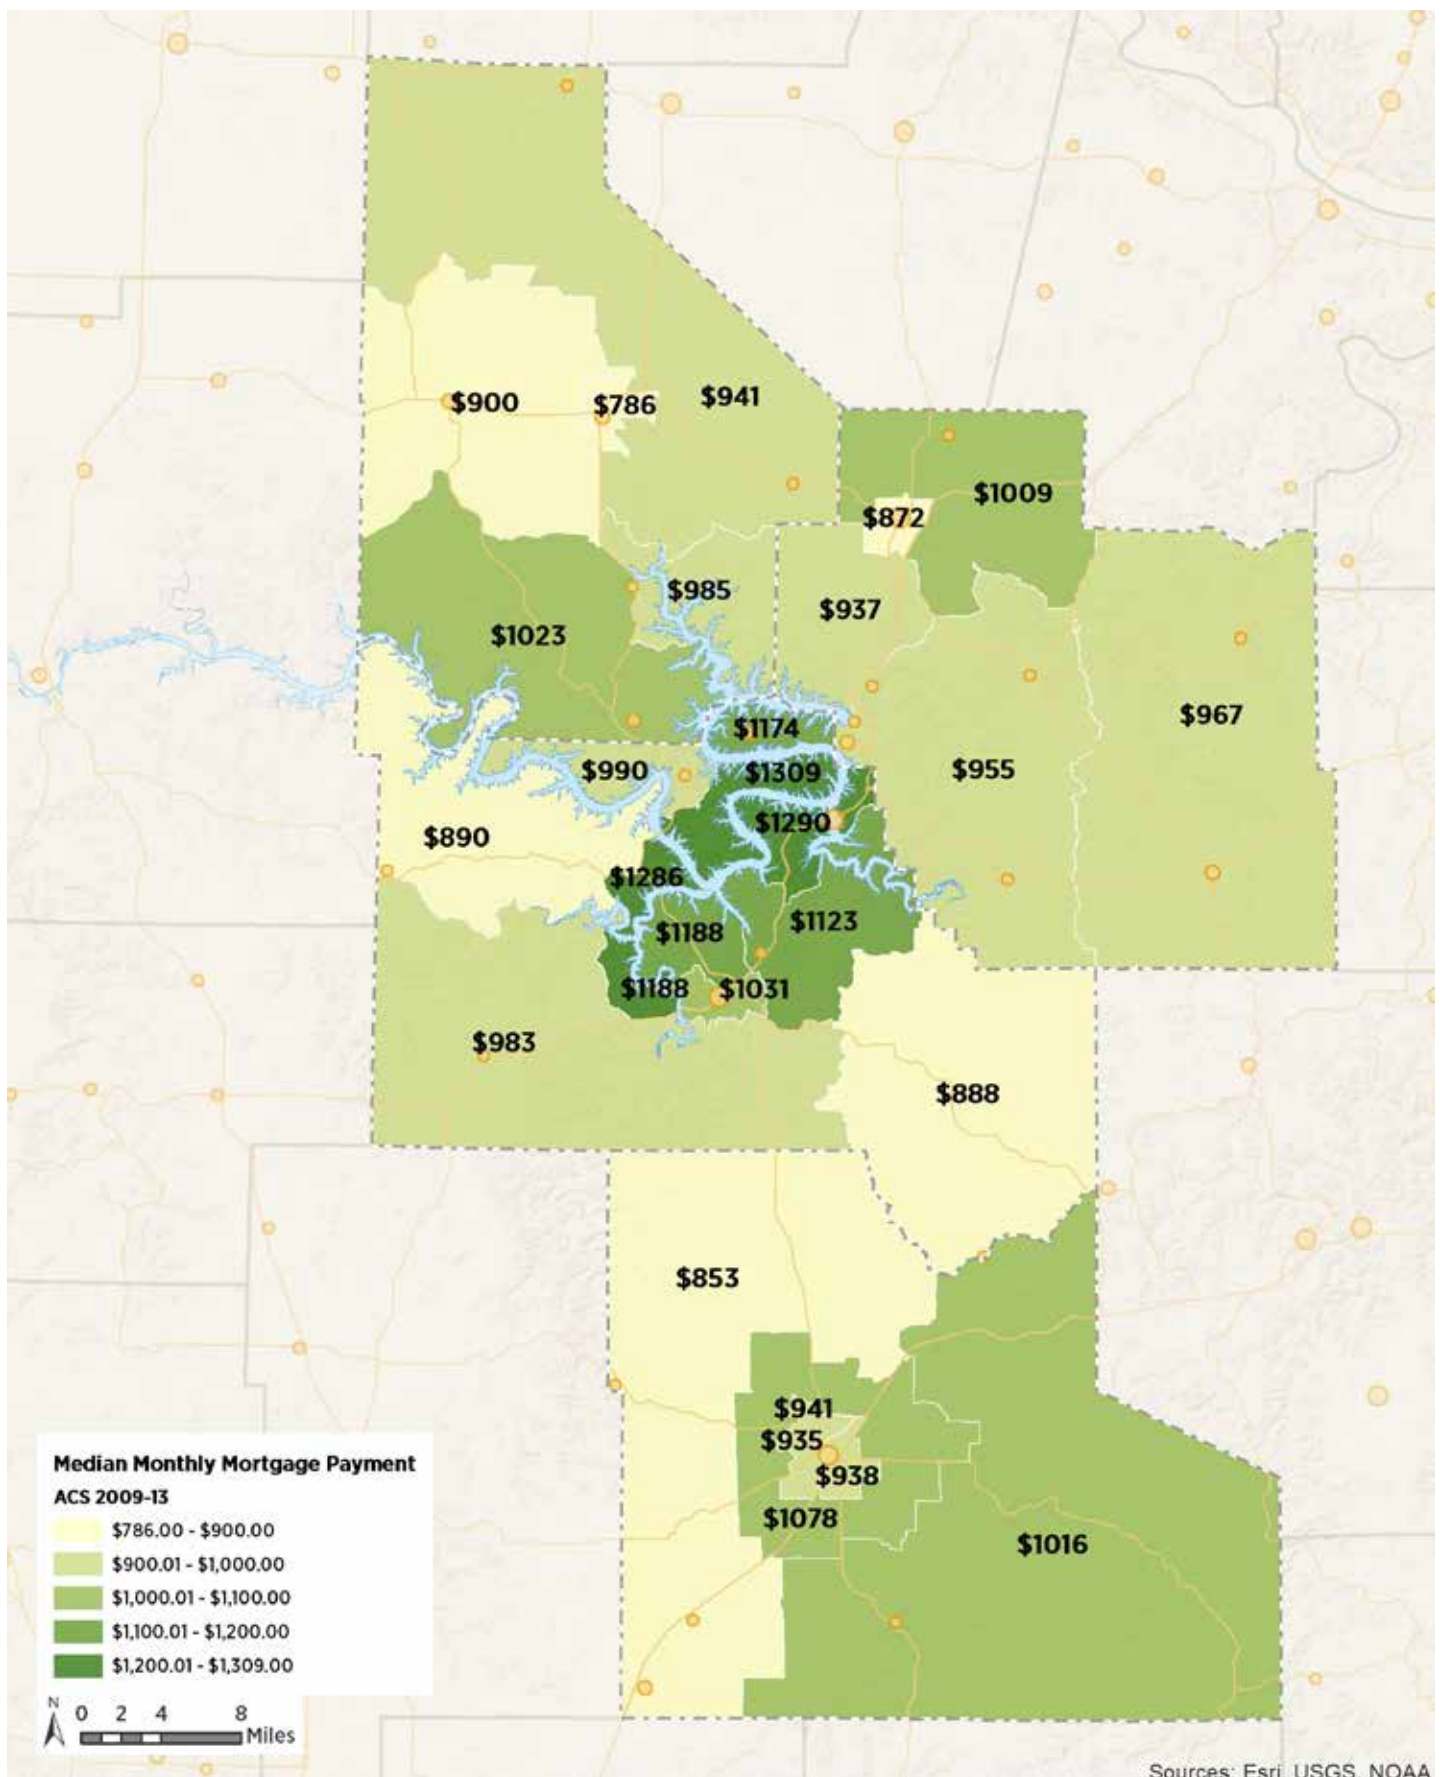 $941
$900
$786
$1009
$872
$985
$937
$1023
$967
$1174
$955
$990
$1309
$1290
$890
$1286
$1123
$1188
$1188
$1031
$983
$888
$853
$941
$935
$938
$1078
$1016
Median Monthly Mortgage Payment
ACS 2009-13
$786.00 - $900.00
$900.01 - $1,000.00
$1,000.01 - $1,100.00
$1,100.01 - $1,200.00
$1,200.01 - $1,309.00
N
0 2 4 8
Miles
Sources: Esri, USGS, NOAA